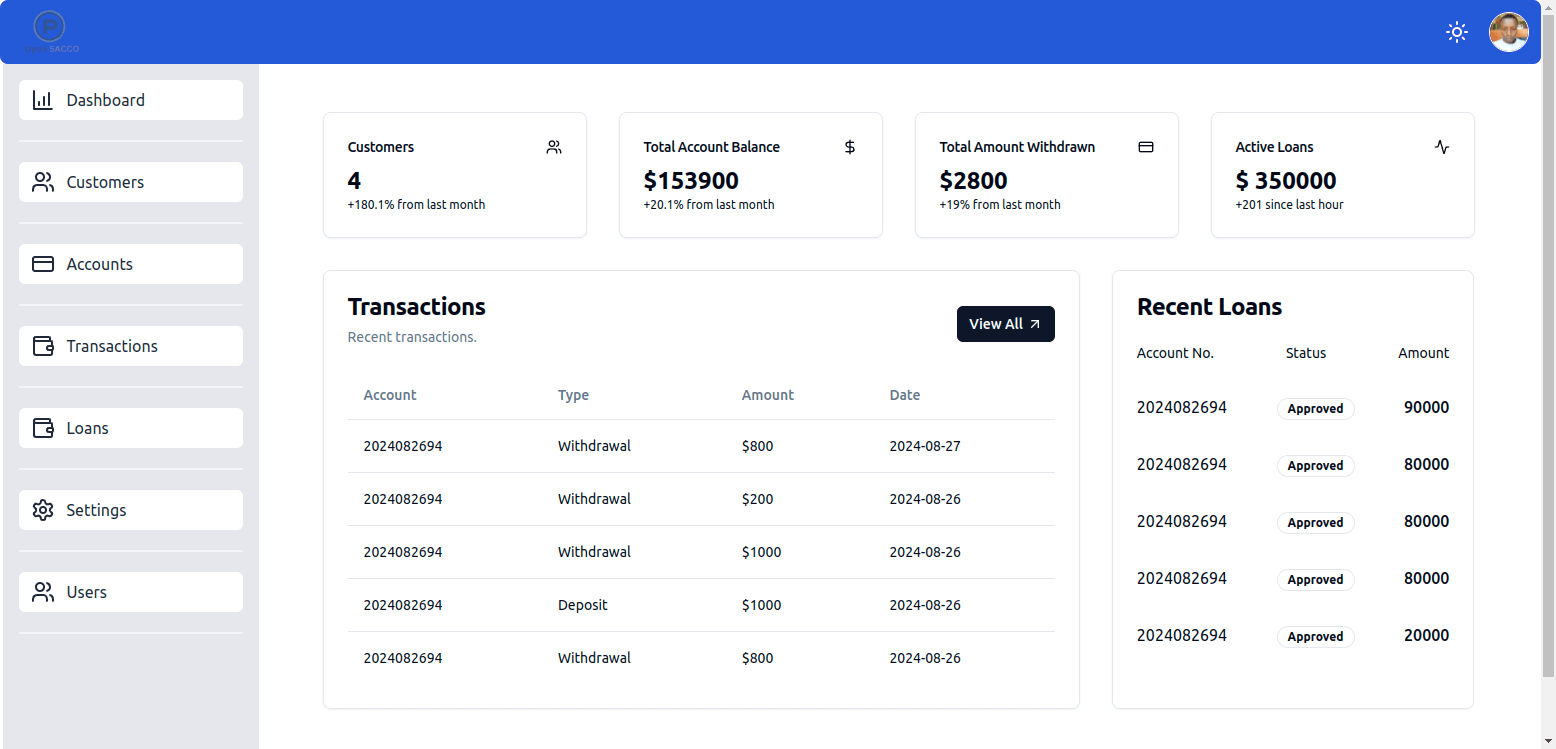 SACCO
Dashboard
Customers
Accounts
Transactions
Loans
Settings
Users
Customers
4
+180.1% from last month
Total Account Balance
$153900
+20.1% from last month
Total Amount Withdrawn
$2800
+19% from last month
Active Loans
$ 350000
+201 since last hour
Transactions
Recent transactions.
View All
Account Type Amount Date
2024082694 Withdrawal $800 2024-08-27
2024082694 Withdrawal $200 2024-08-26
2024082694 Withdrawal $1000 2024-08-26
2024082694 Deposit $1000 2024-08-26
2024082694 Withdrawal $800 2024-08-26
Recent Loans
Account No. Status Amount
2024082694 Approved 90000
2024082694 Approved 80000
2024082694 Approved 80000
2024082694 Approved 80000
2024082694 Approved 20000